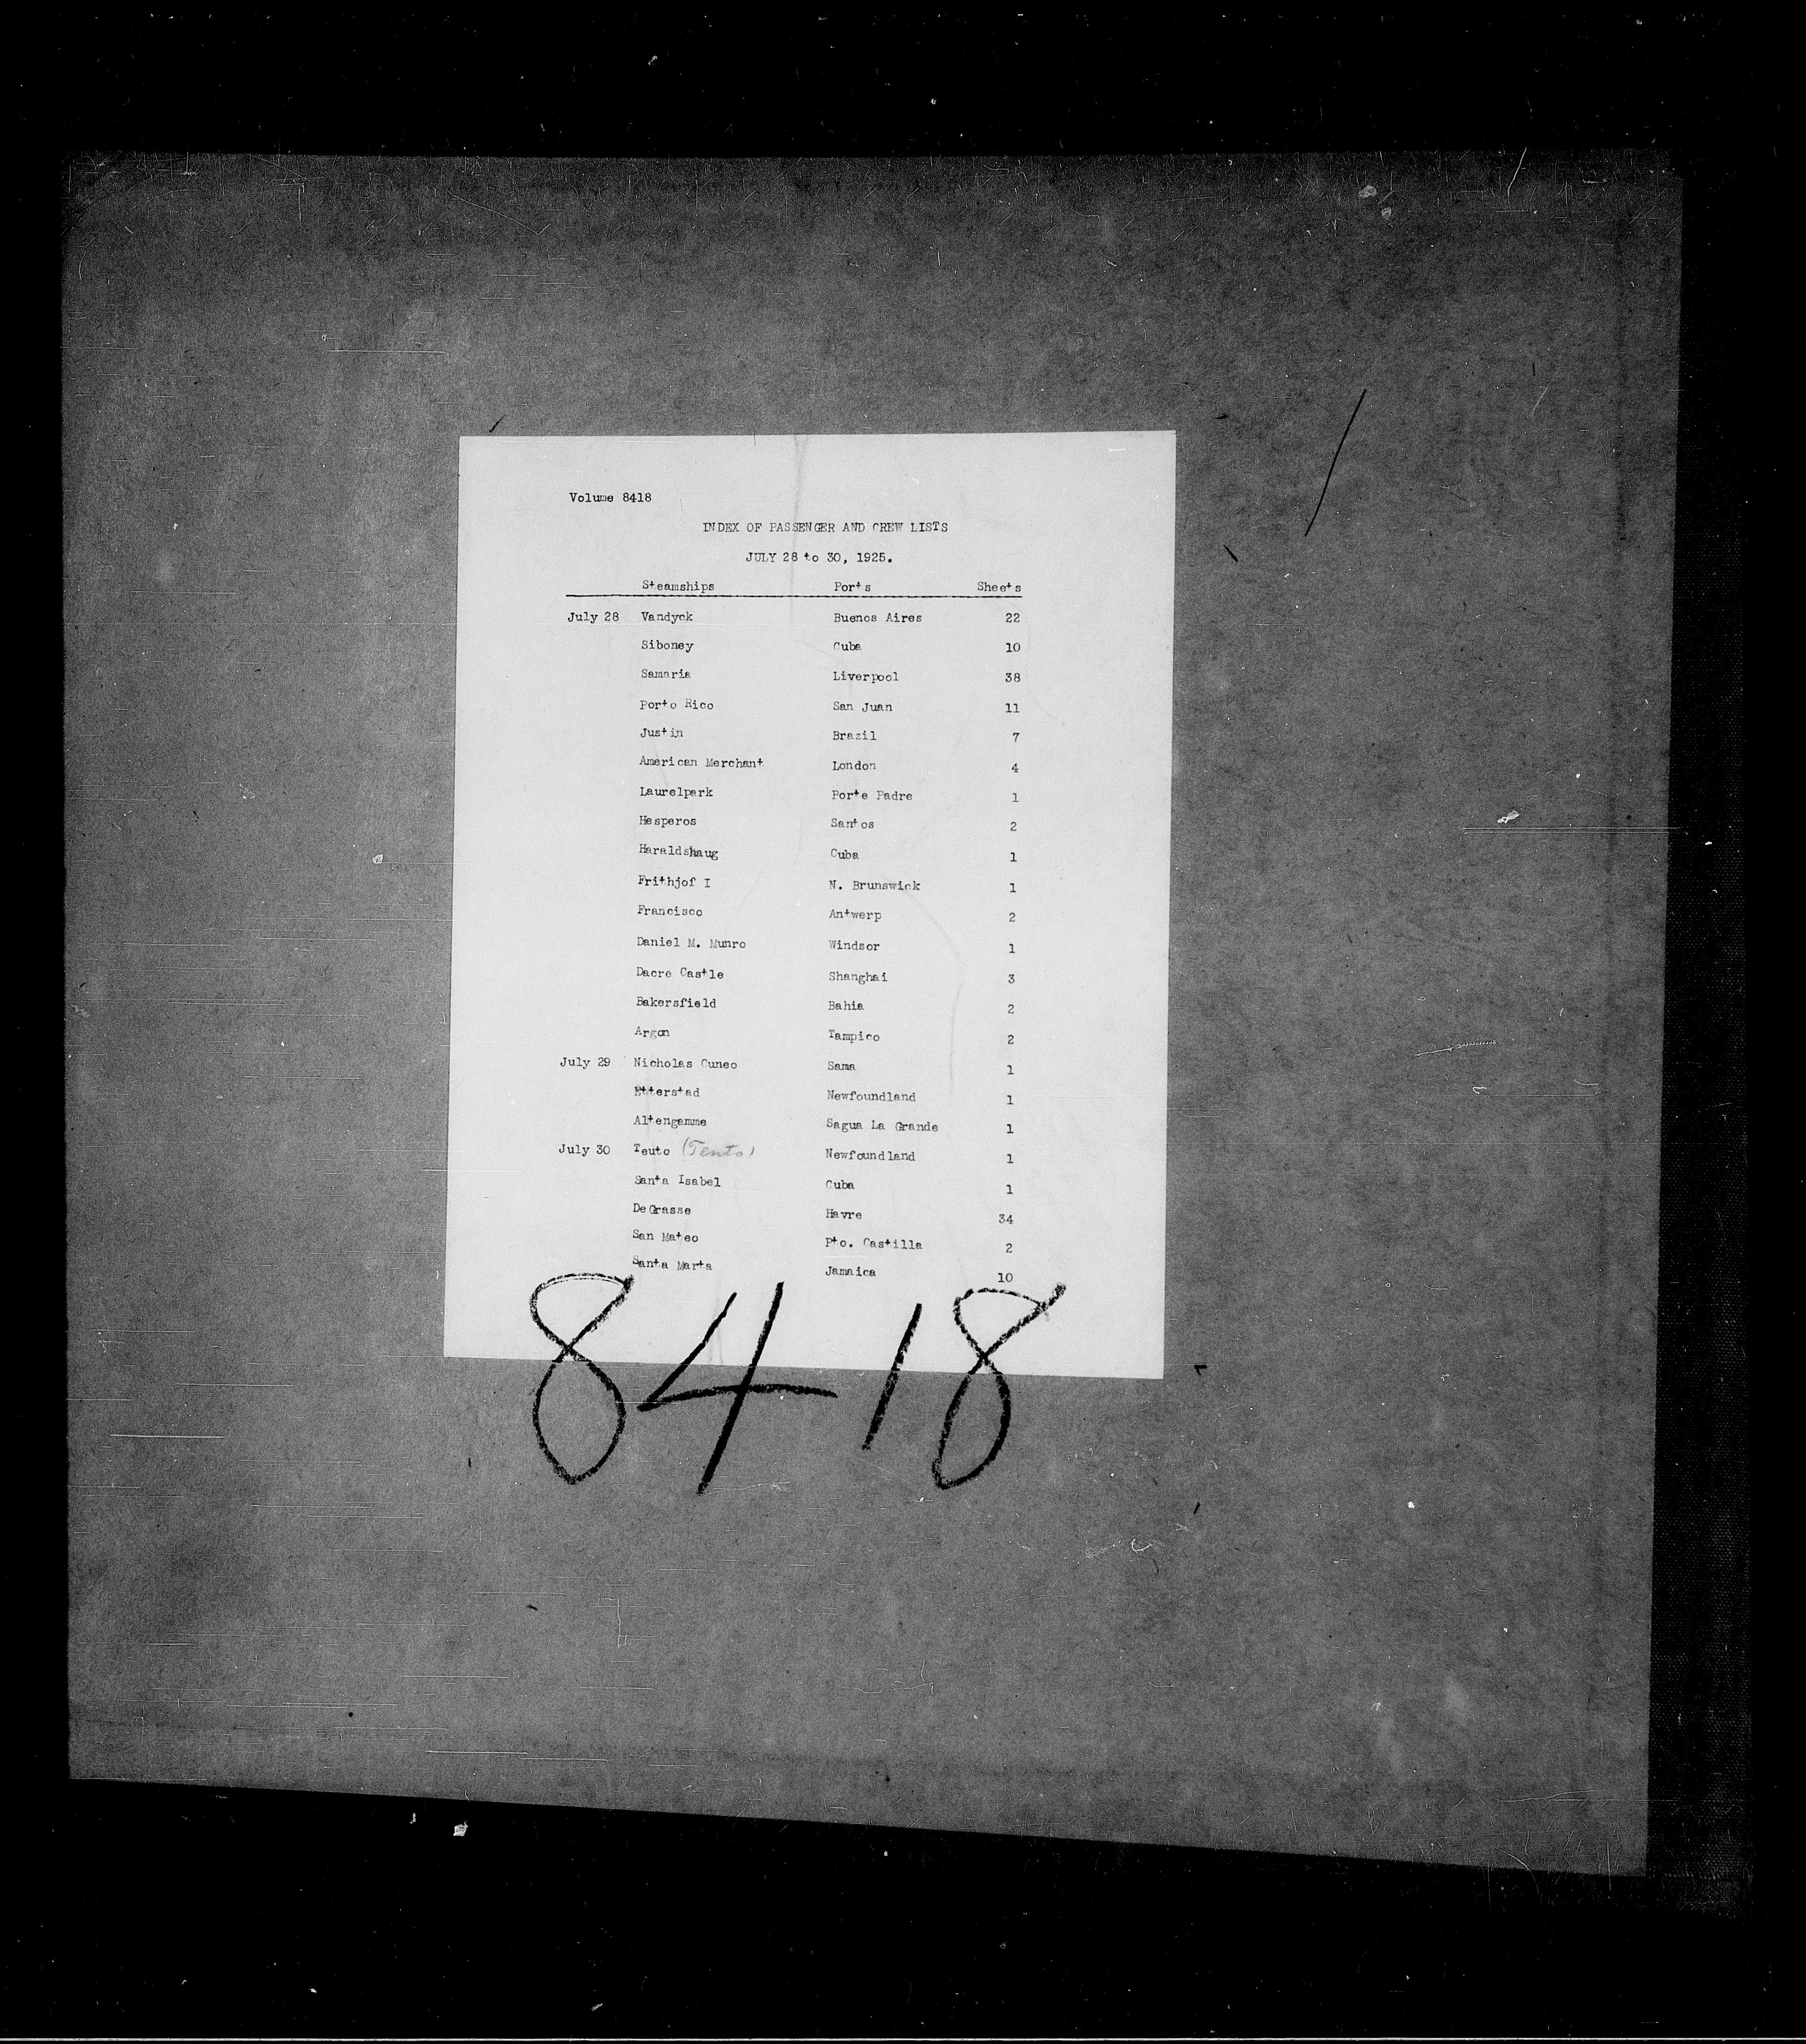 Volume 8418
INDEX OF PASSENGER AND CREW LISTS
JULY 28 to 30, 1925.
Steamships Ports Sheets
July 28 Vandyck Buenos Aires 22
Siboney Cuba 10
Samaria Liverpool 38
Porto Rico San Juan 11
Justin Brazil 7
American Merchant London 4
Laurelpark Porte Padre 1
Hesperos Santos 2
Haraldshaug Cuba 1
Frithjof I N. Brunswick 1
Francisco Antwerp 2
Daniel M. Munro Windsor 1
Dacre Castle Shanghai 3
Bakersfield Bahia 2
Argon Tampico 2
July 29 Nicholas Cuneo Sama 1
Etterstad Newfoundland 1
Altengamme Sagua La Grande 1
July 30 Teuto (Tento) Newfoundland 1
Santa Isabel Cuba 1
DeGrasse Havre 34
San Mateo Pto. Castilla 2
Santa Marta Jamaica 10
8418